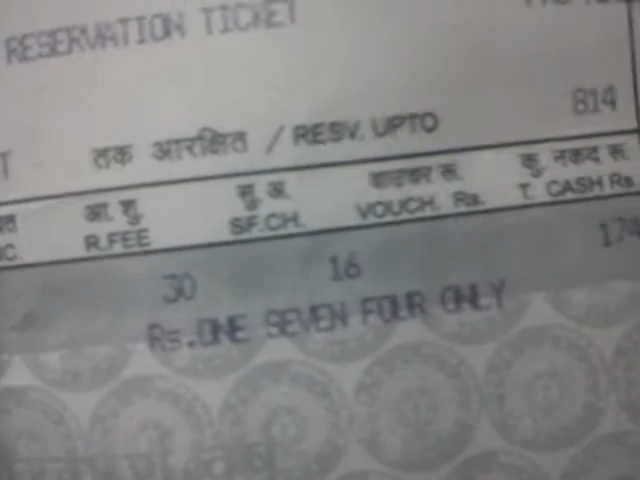 RESERVATION TICKET
814
T तक आरक्षित / RESV. UPTO
आ. शु. सु. अ. वाउचर रु. कु. नकद रु.
C. R.FEE SF.CH. VOUCH. Rs. T. CASH Rs.
30 16 174
Rs.ONE SEVEN FOUR ONLY